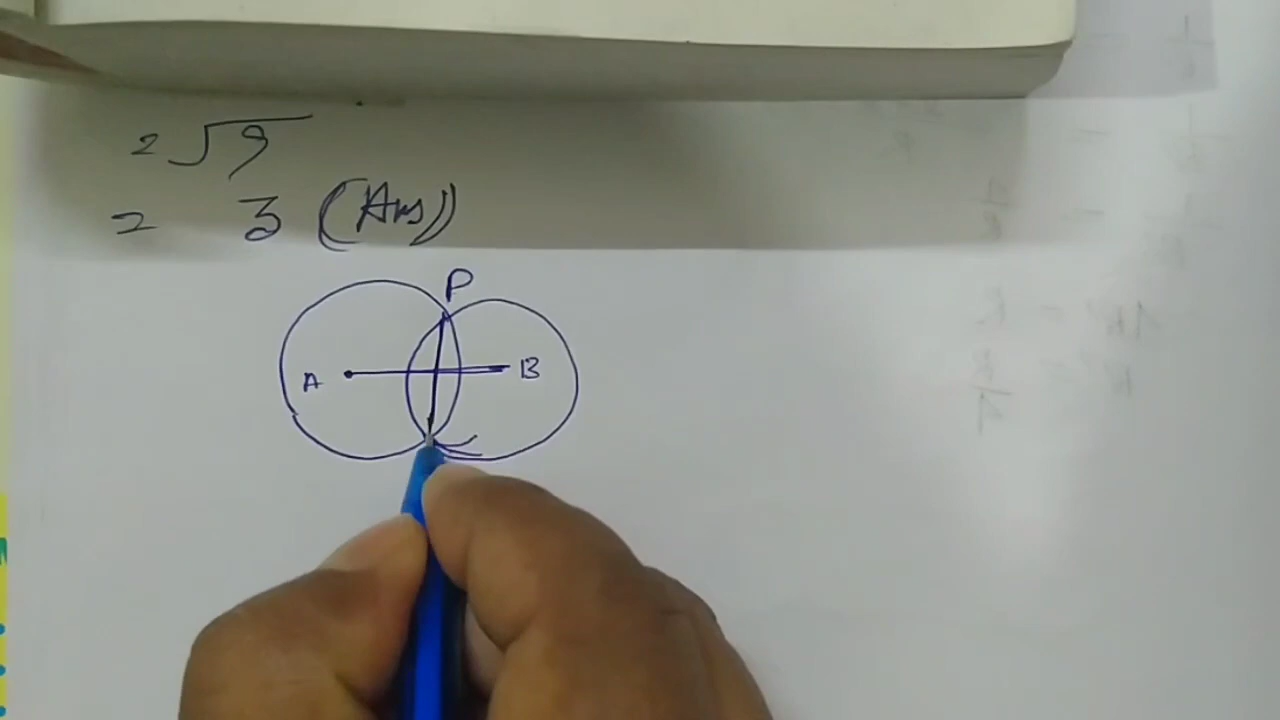 = √9
= 3 (Ans)
P
A B